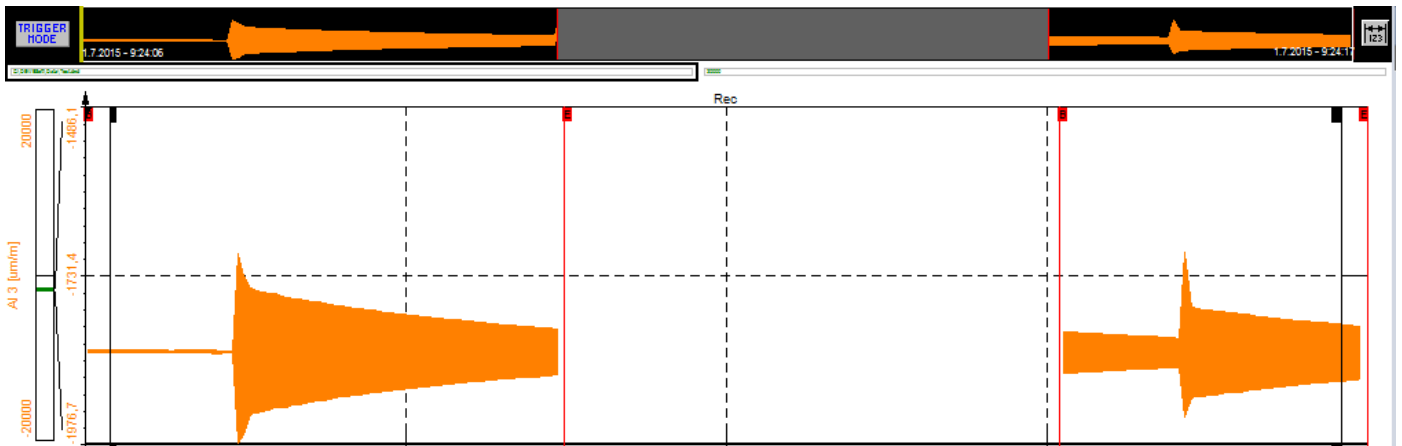 TRIGGER
MODE
1.7.2015 - 9:24:06
1.7.2015 - 9:24:17
123
Rec
20000
-1486,1
AI 3 [um/m]
-1731,4
-20000
-1976,7